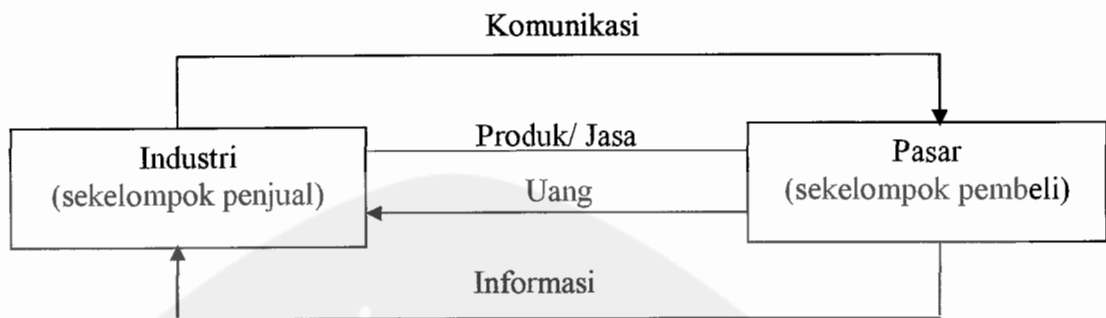 Komunikasi
Industri
(sekelompok penjual)
Produk/ Jasa
Uang
Pasar
(sekelompok pembeli)
Informasi